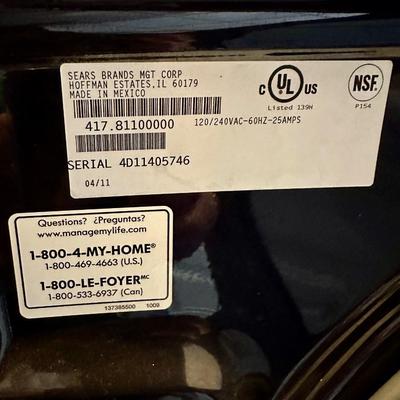 SEARS BRANDS MGT CORP
HOFFMAN ESTATES, IL 60179
MADE IN MEXICO
417.81100000
120/240VAC-60HZ-25AMPS
SERIAL 4D11405746
04/11
C UL US
Listed 139H
NSF
P154
Questions? ¿Preguntas?
www.managemylife.com
1-800-4-MY-HOME®
1-800-469-4663 (U.S.)
1-800-LE-FOYERᴹᶜ
1-800-533-6937 (Can)
137385500 1009